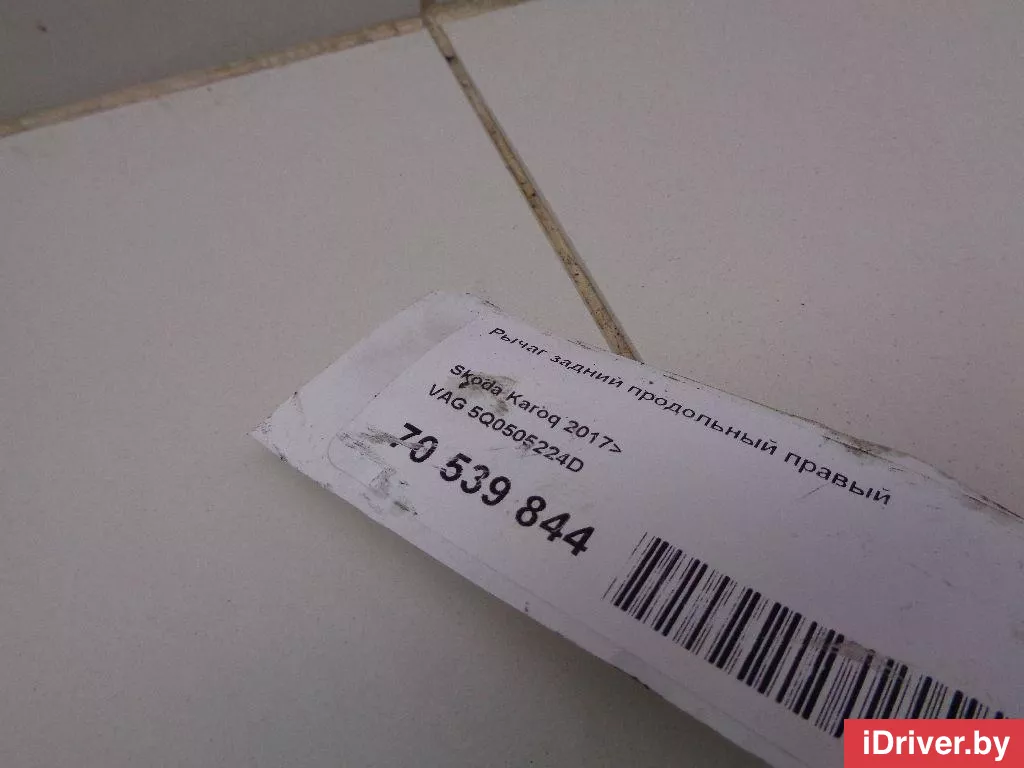 Рычаг задний продольный правый
Skoda Karoq 2017>
VAG 5Q0505224D
70 539 844
iDriver.by